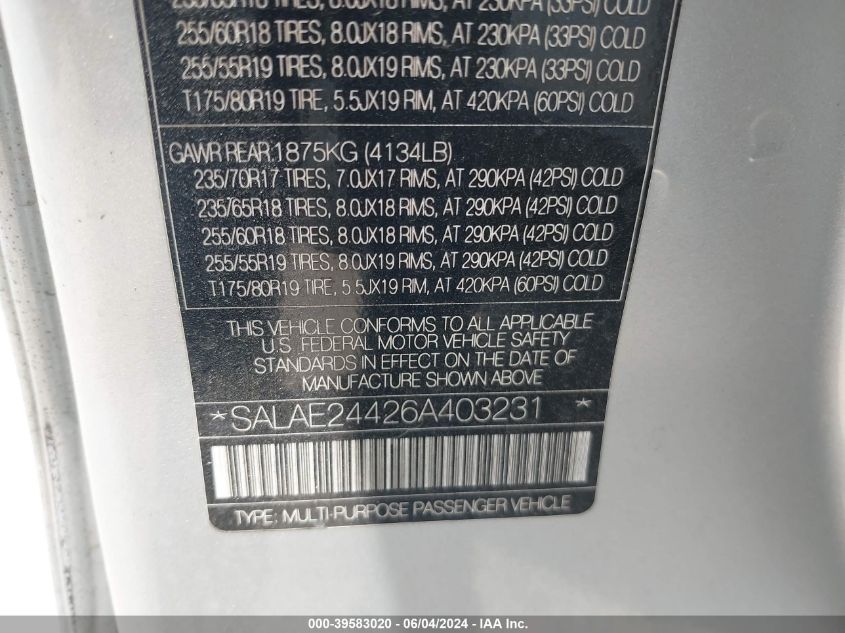 255/60R18 TIRES, 8.0JX18 RIMS, AT 230KPA (33PSI) COLD
255/55R19 TIRES, 8.0JX19 RIMS, AT 230KPA (33PSI) COLD
T175/80R19 TIRE, 5.5JX19 RIM, AT 420KPA (60PSI) COLD
GAWR REAR.1875KG (4134LB)
235/70R17 TIRES, 7.0JX17 RIMS, AT 290KPA (42PSI) COLD
235/65R18 TIRES, 8.0JX18 RIMS, AT 290KPA (42PSI) COLD
255/60R18 TIRES, 8.0JX18 RIMS, AT 290KPA (42PSI) COLD
255/55R19 TIRES, 8.0JX19 RIMS, AT 290KPA (42PSI) COLD
T175/80R19 TIRE, 5.5JX19 RIM, AT 420KPA (60PSI) COLD
THIS VEHICLE CONFORMS TO ALL APPLICABLE
U.S. FEDERAL MOTOR VEHICLE SAFETY
STANDARDS IN EFFECT ON THE DATE OF
MANUFACTURE SHOWN ABOVE
*SALAE24426A403231 *
TYPE: MULTI-PURPOSE PASSENGER VEHICLE
000-39583020 - 06/04/2024 - IAA Inc.